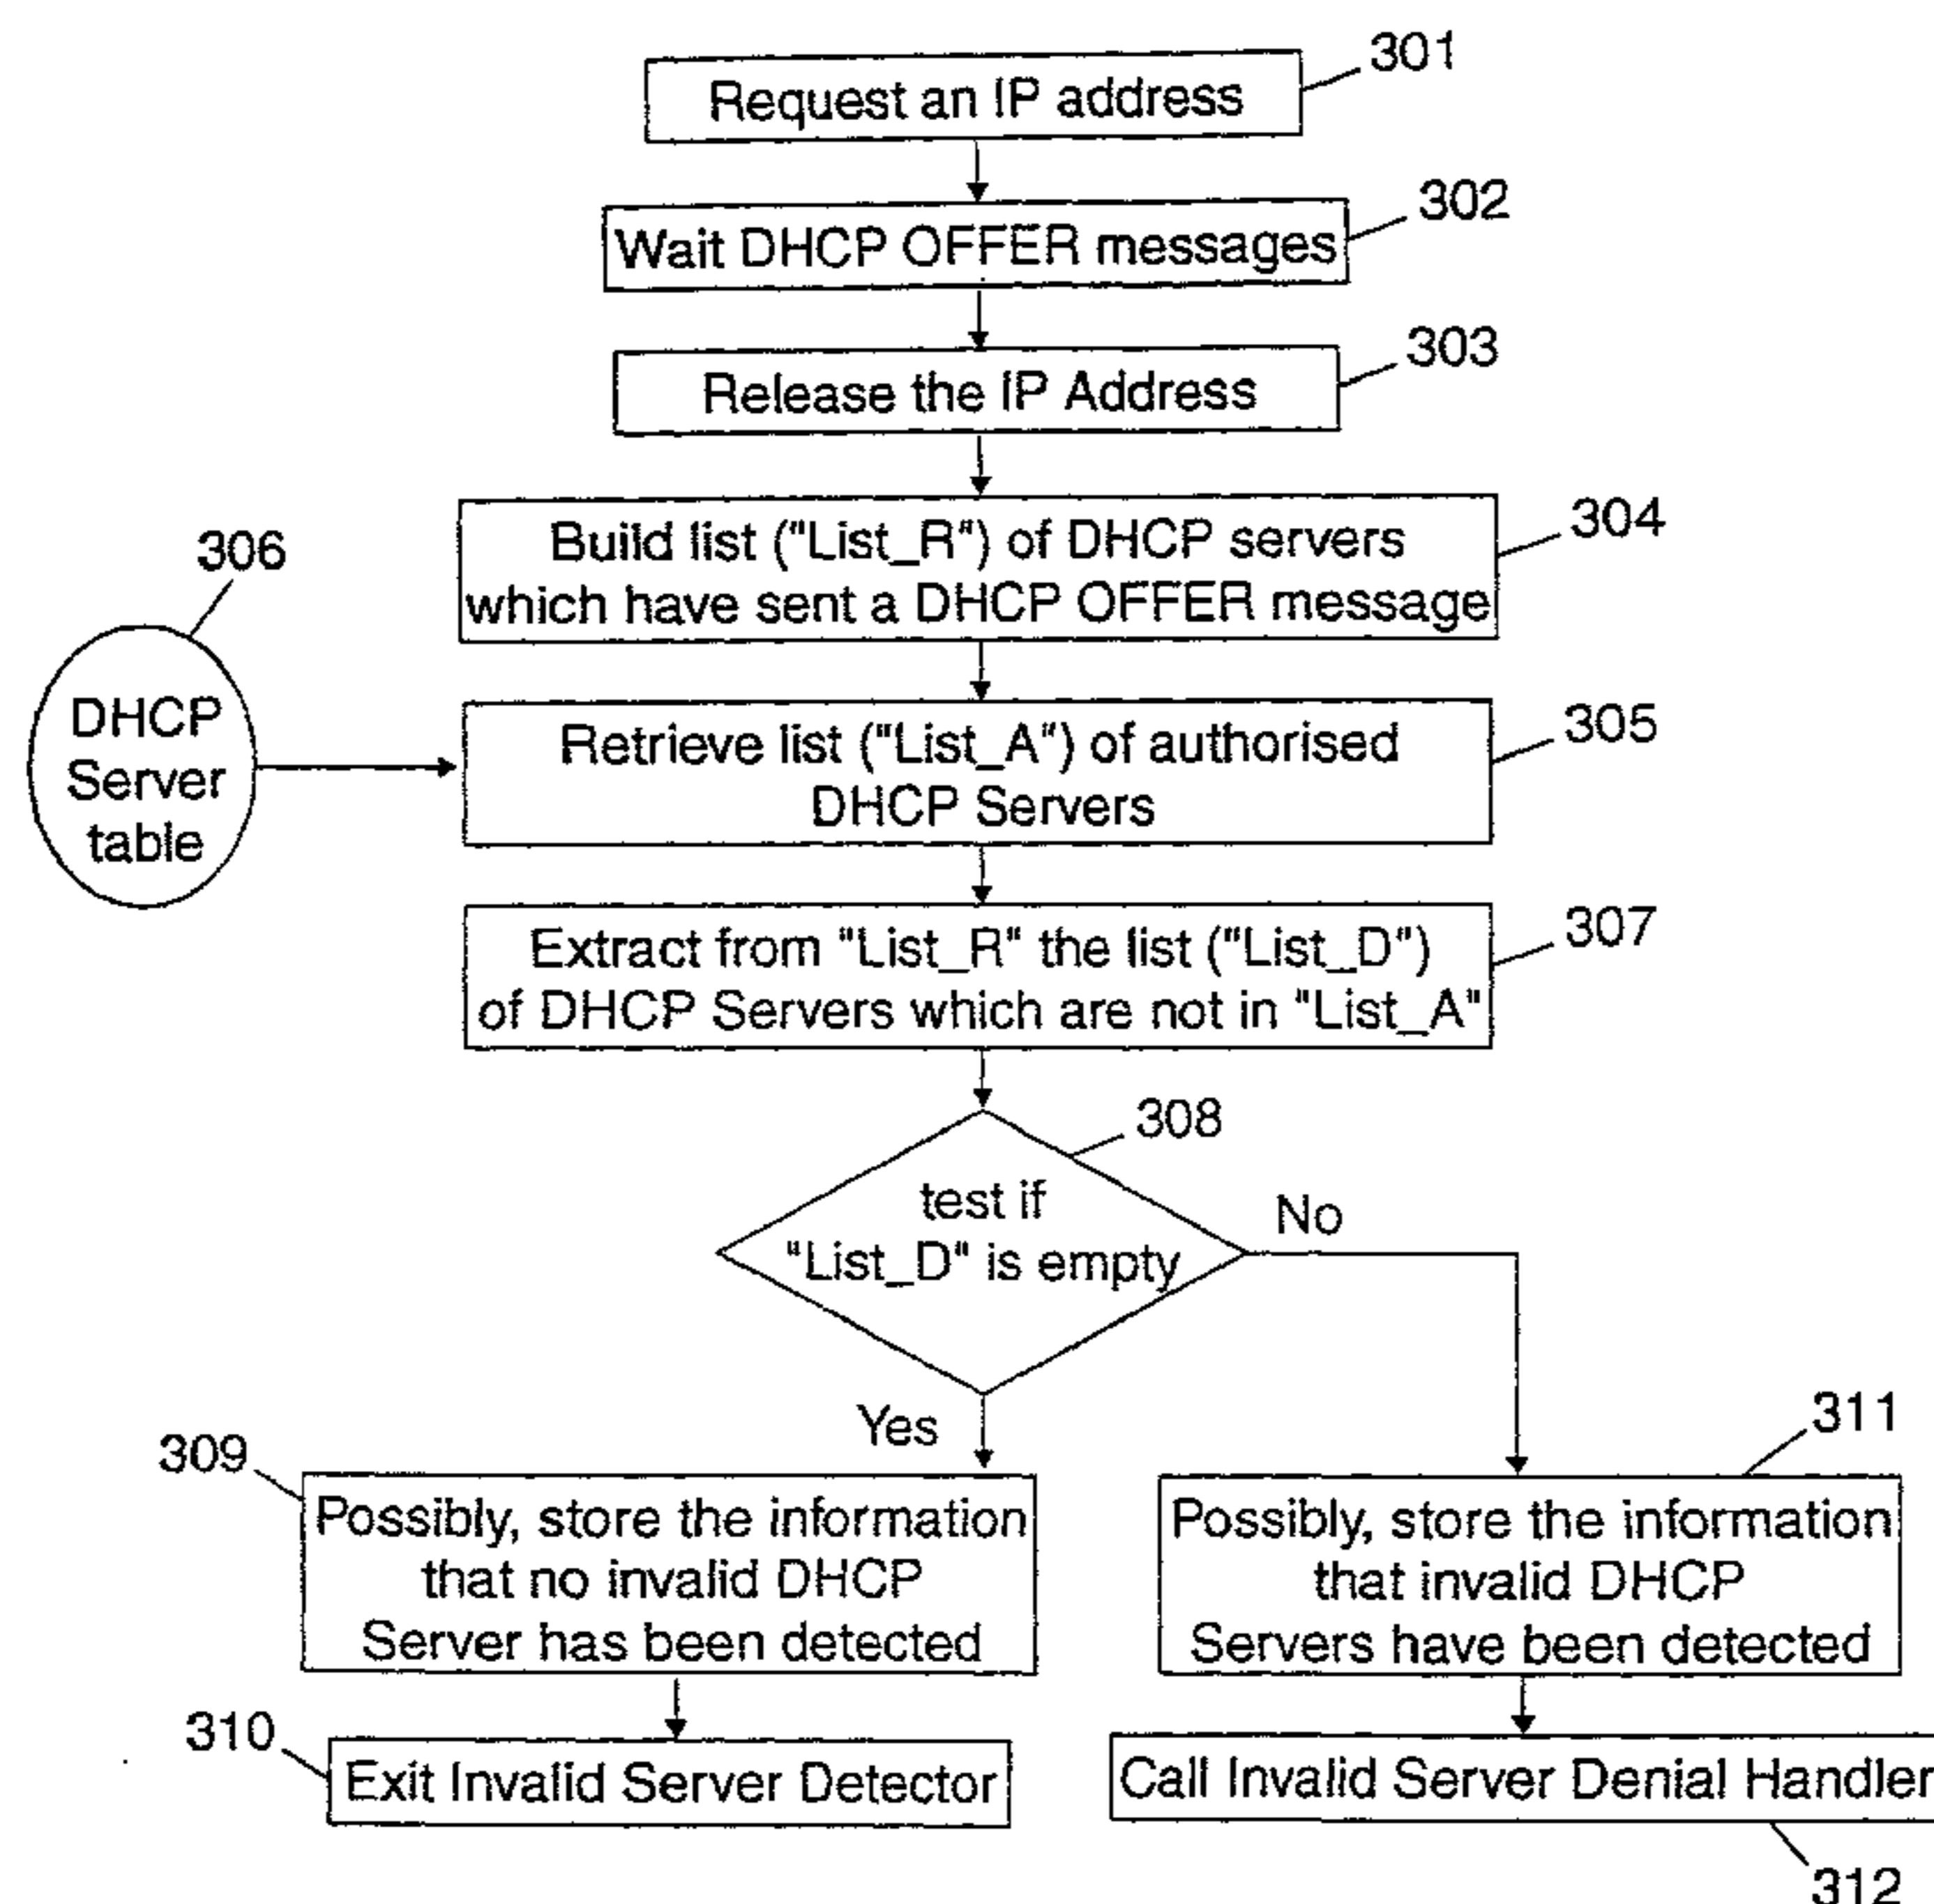 301
Request an IP address
302
Wait DHCP OFFER messages
303
Release the IP Address
304
Build list ("List_R") of DHCP servers
which have sent a DHCP OFFER message
306
DHCP
Server
table
305
Retrieve list ("List_A") of authorised
DHCP Servers
307
Extract from "List_R" the list ("List_D")
of DHCP Servers which are not in "List_A"
308
test if
"List_D" is empty
No
Yes
309
Possibly, store the information
that no invalid DHCP
Server has been detected
311
Possibly, store the information
that invalid DHCP
Servers have been detected
310
Exit Invalid Server Detector
Call Invalid Server Denial Handler
312